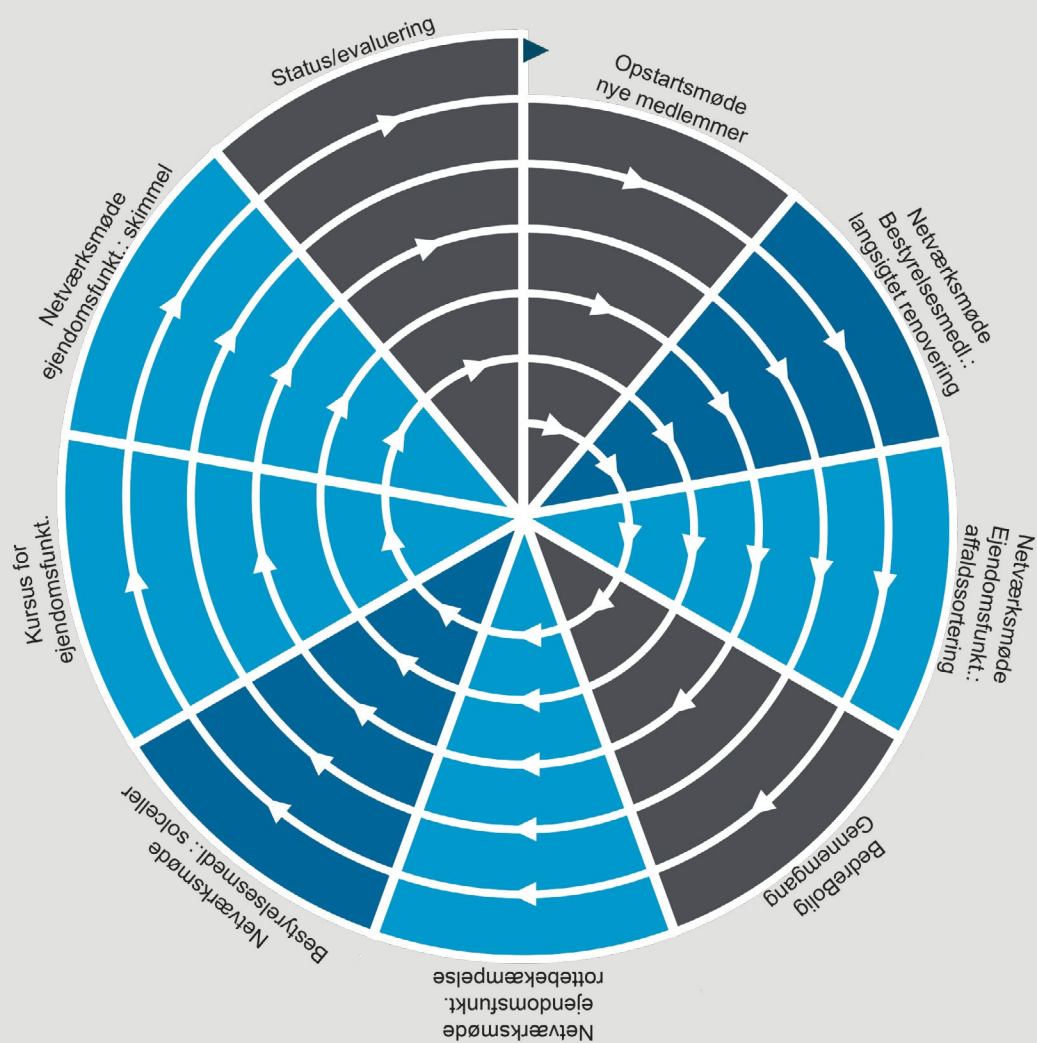 Opstartsmøde
nye medlemmer
Netværksmøde
Bestyrelsesmedl.:
langsigtet renovering
Netværksmøde
Ejendomsfunkt.:
affaldssortering
BedreBolig
Gennemgang
Netværksmøde
ejendomsfunkt.
rottebekæmpelse
Netværksmøde
Bestyrelsesmedl.: solceller
Kursus for
ejendomsfunkt.
Netværksmøde
ejendomsfunkt.: skimmel
Status/evaluering